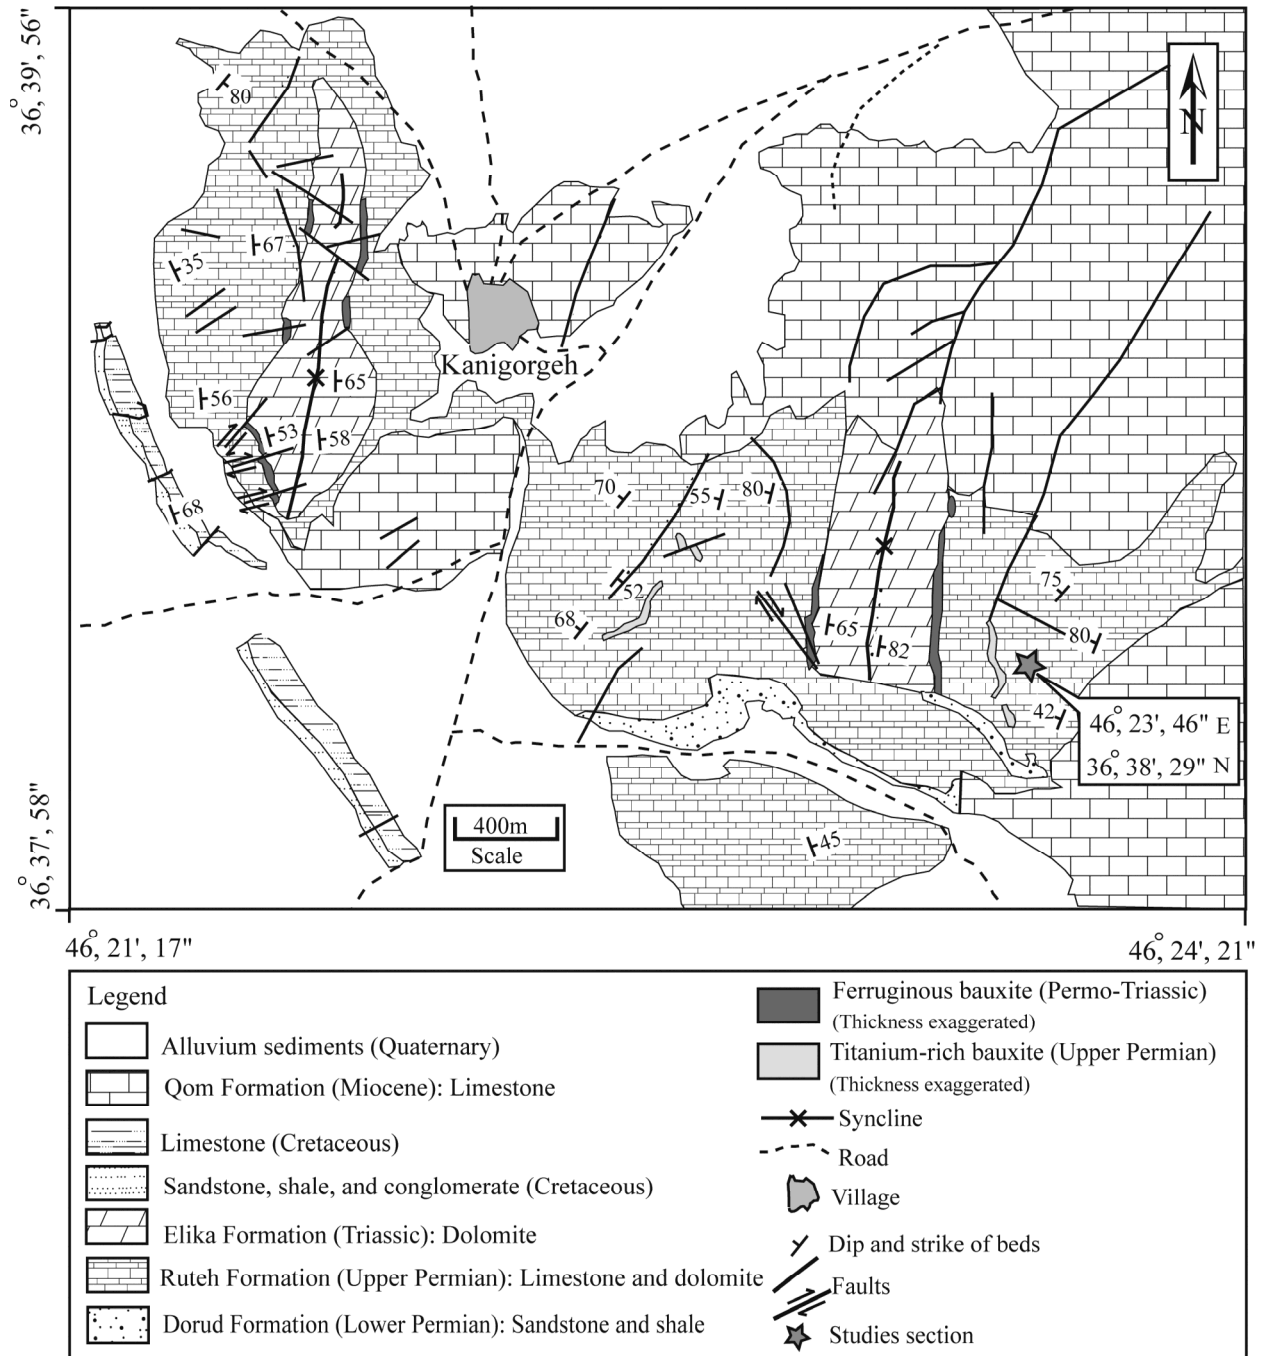 36°, 39', 56"
N
80
67
35
Kanigorgeh
65
56
53
58
68
70
55
80
52
68
65
82
75
80
42
46°, 23', 46" E
36°, 38', 29" N
45
400m
Scale
36°, 37', 58"
46°, 21', 17"
46°, 24', 21"
Legend
Alluvium sediments (Quaternary)
Qom Formation (Miocene): Limestone
Limestone (Cretaceous)
Sandstone, shale, and conglomerate (Cretaceous)
Elika Formation (Triassic): Dolomite
Ruteh Formation (Upper Permian): Limestone and dolomite
Dorud Formation (Lower Permian): Sandstone and shale
Ferruginous bauxite (Permo-Triassic)
(Thickness exaggerated)
Titanium-rich bauxite (Upper Permian)
(Thickness exaggerated)
Syncline
Road
Village
Dip and strike of beds
Faults
Studies section